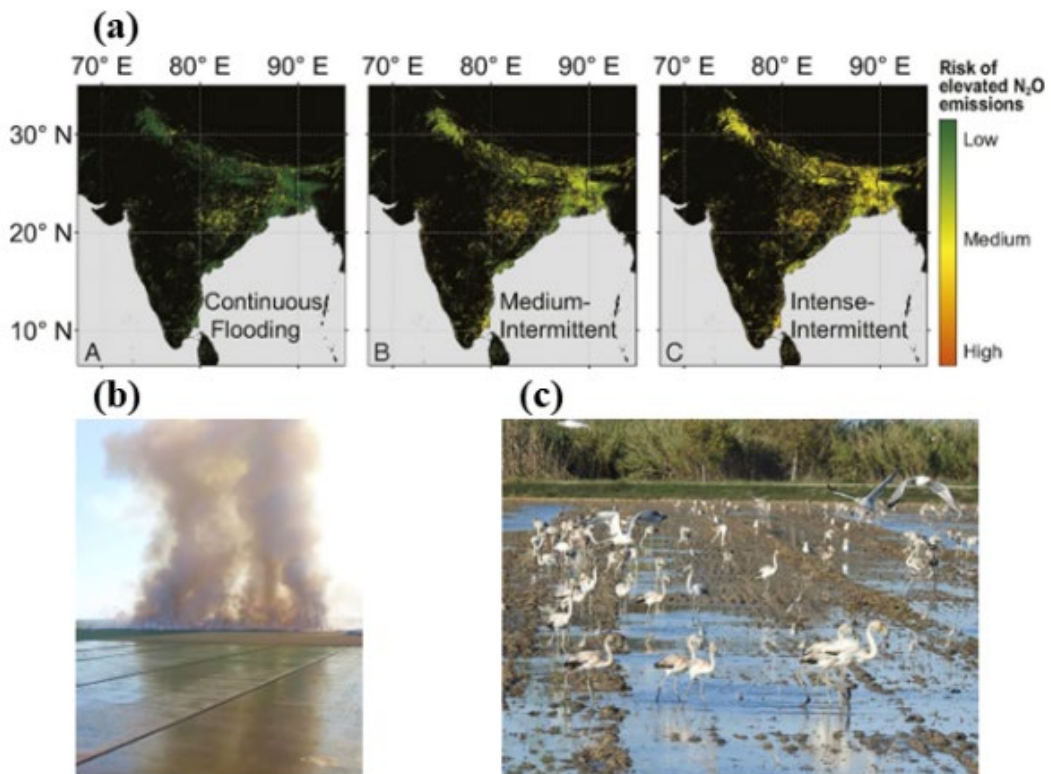 (a)
70° E 80° E 90° E 70° E 80° E 90° E 70° E 80° E 90° E
Risk of
elevated N₂O
emissions
Low
Medium
High
30° N
20° N
10° N
Continuous
Flooding
A
Medium-
Intermittent
B
Intense-
Intermittent
C
(b)
(c)